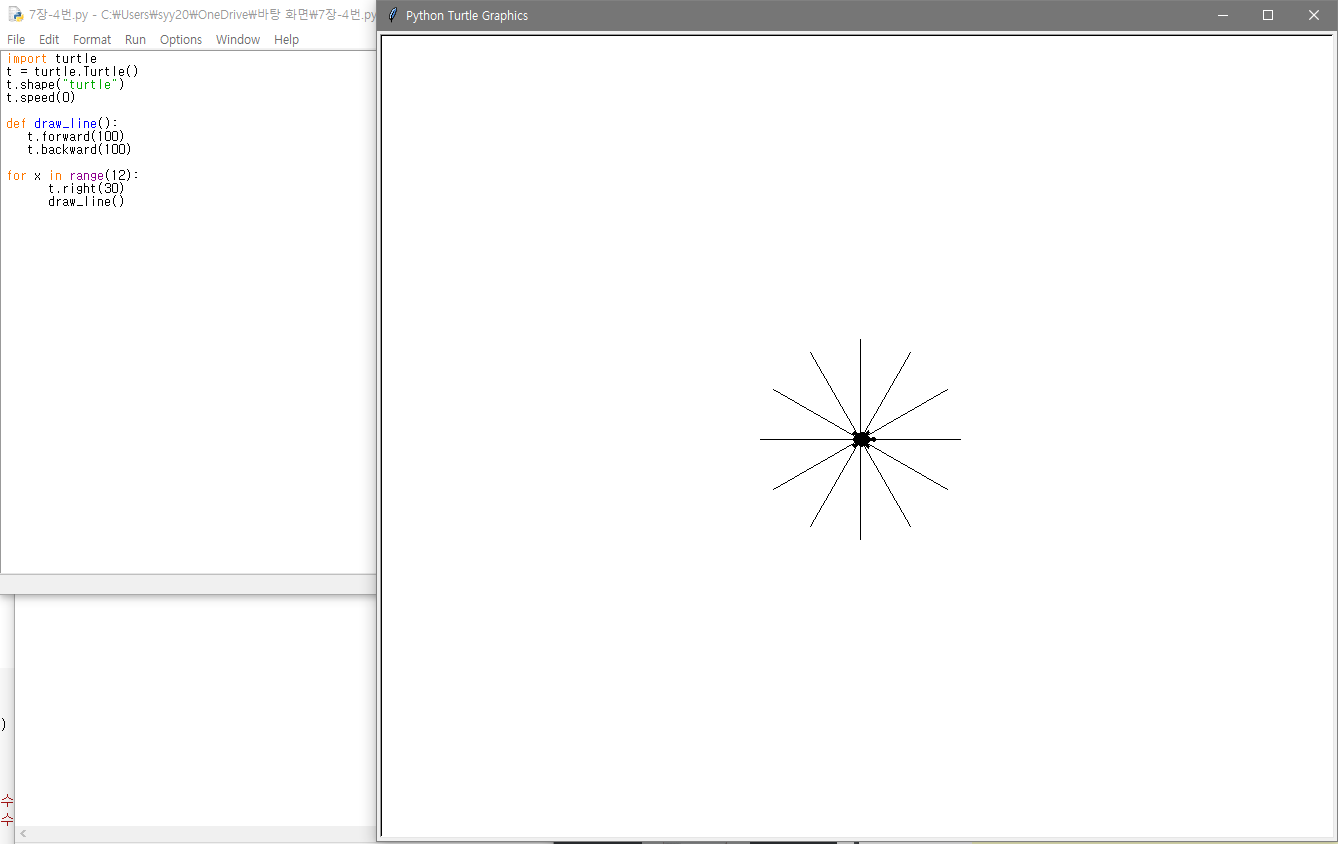 7장-4번.py - C:₩Users₩syy20₩OneDrive₩바탕 화면₩7장-4번.py
Python Turtle Graphics
File Edit Format Run Options Window Help
import turtle
t = turtle.Turtle()
t.shape("turtle")
t.speed(0)
def draw_line():
t.forward(100)
t.backward(100)
for x in range(12):
t.right(30)
draw_line()
)
수
수